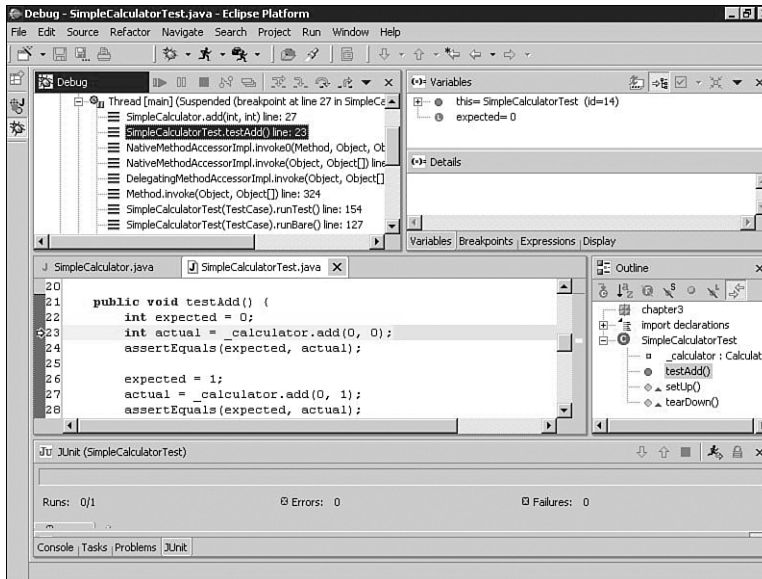 Debug - SimpleCalculatorTest.java - Eclipse Platform
File Edit Source Refactor Navigate Search Project Run Window Help
Debug
Thread [main] (Suspended (breakpoint at line 27 in SimpleCa
SimpleCalculator.add(int, int) line: 27
SimpleCalculatorTest.testAdd() line: 23
NativeMethodAccessorImpl.invoke0(Method, Object, Ob
NativeMethodAccessorImpl.invoke(Object, Object[]) line
DelegatingMethodAccessorImpl.invoke(Object, Object[]
Method.invoke(Object, Object[]) line: 324
SimpleCalculatorTest(TestCase).runTest() line: 154
SimpleCalculatorTest(TestCase).runBare() line: 127
(x)= Variables
this= SimpleCalculatorTest (id=14)
expected= 0
(x)= Details
Variables Breakpoints Expressions Display
J SimpleCalculator.java
J SimpleCalculatorTest.java X
20
21 public void testAdd() {
22 int expected = 0;
23 int actual = _calculator.add(0, 0);
24 assertEquals(expected, actual);
25
26 expected = 1;
27 actual = _calculator.add(0, 1);
28 assertEquals(expected, actual);
Outline
chapter3
import declarations
SimpleCalculatorTest
_calculator : Calculat
testAdd()
setUp()
tearDown()
JU JUnit (SimpleCalculatorTest)
Runs: 0/1 Errors: 0 Failures: 0
Console Tasks Problems JUnit